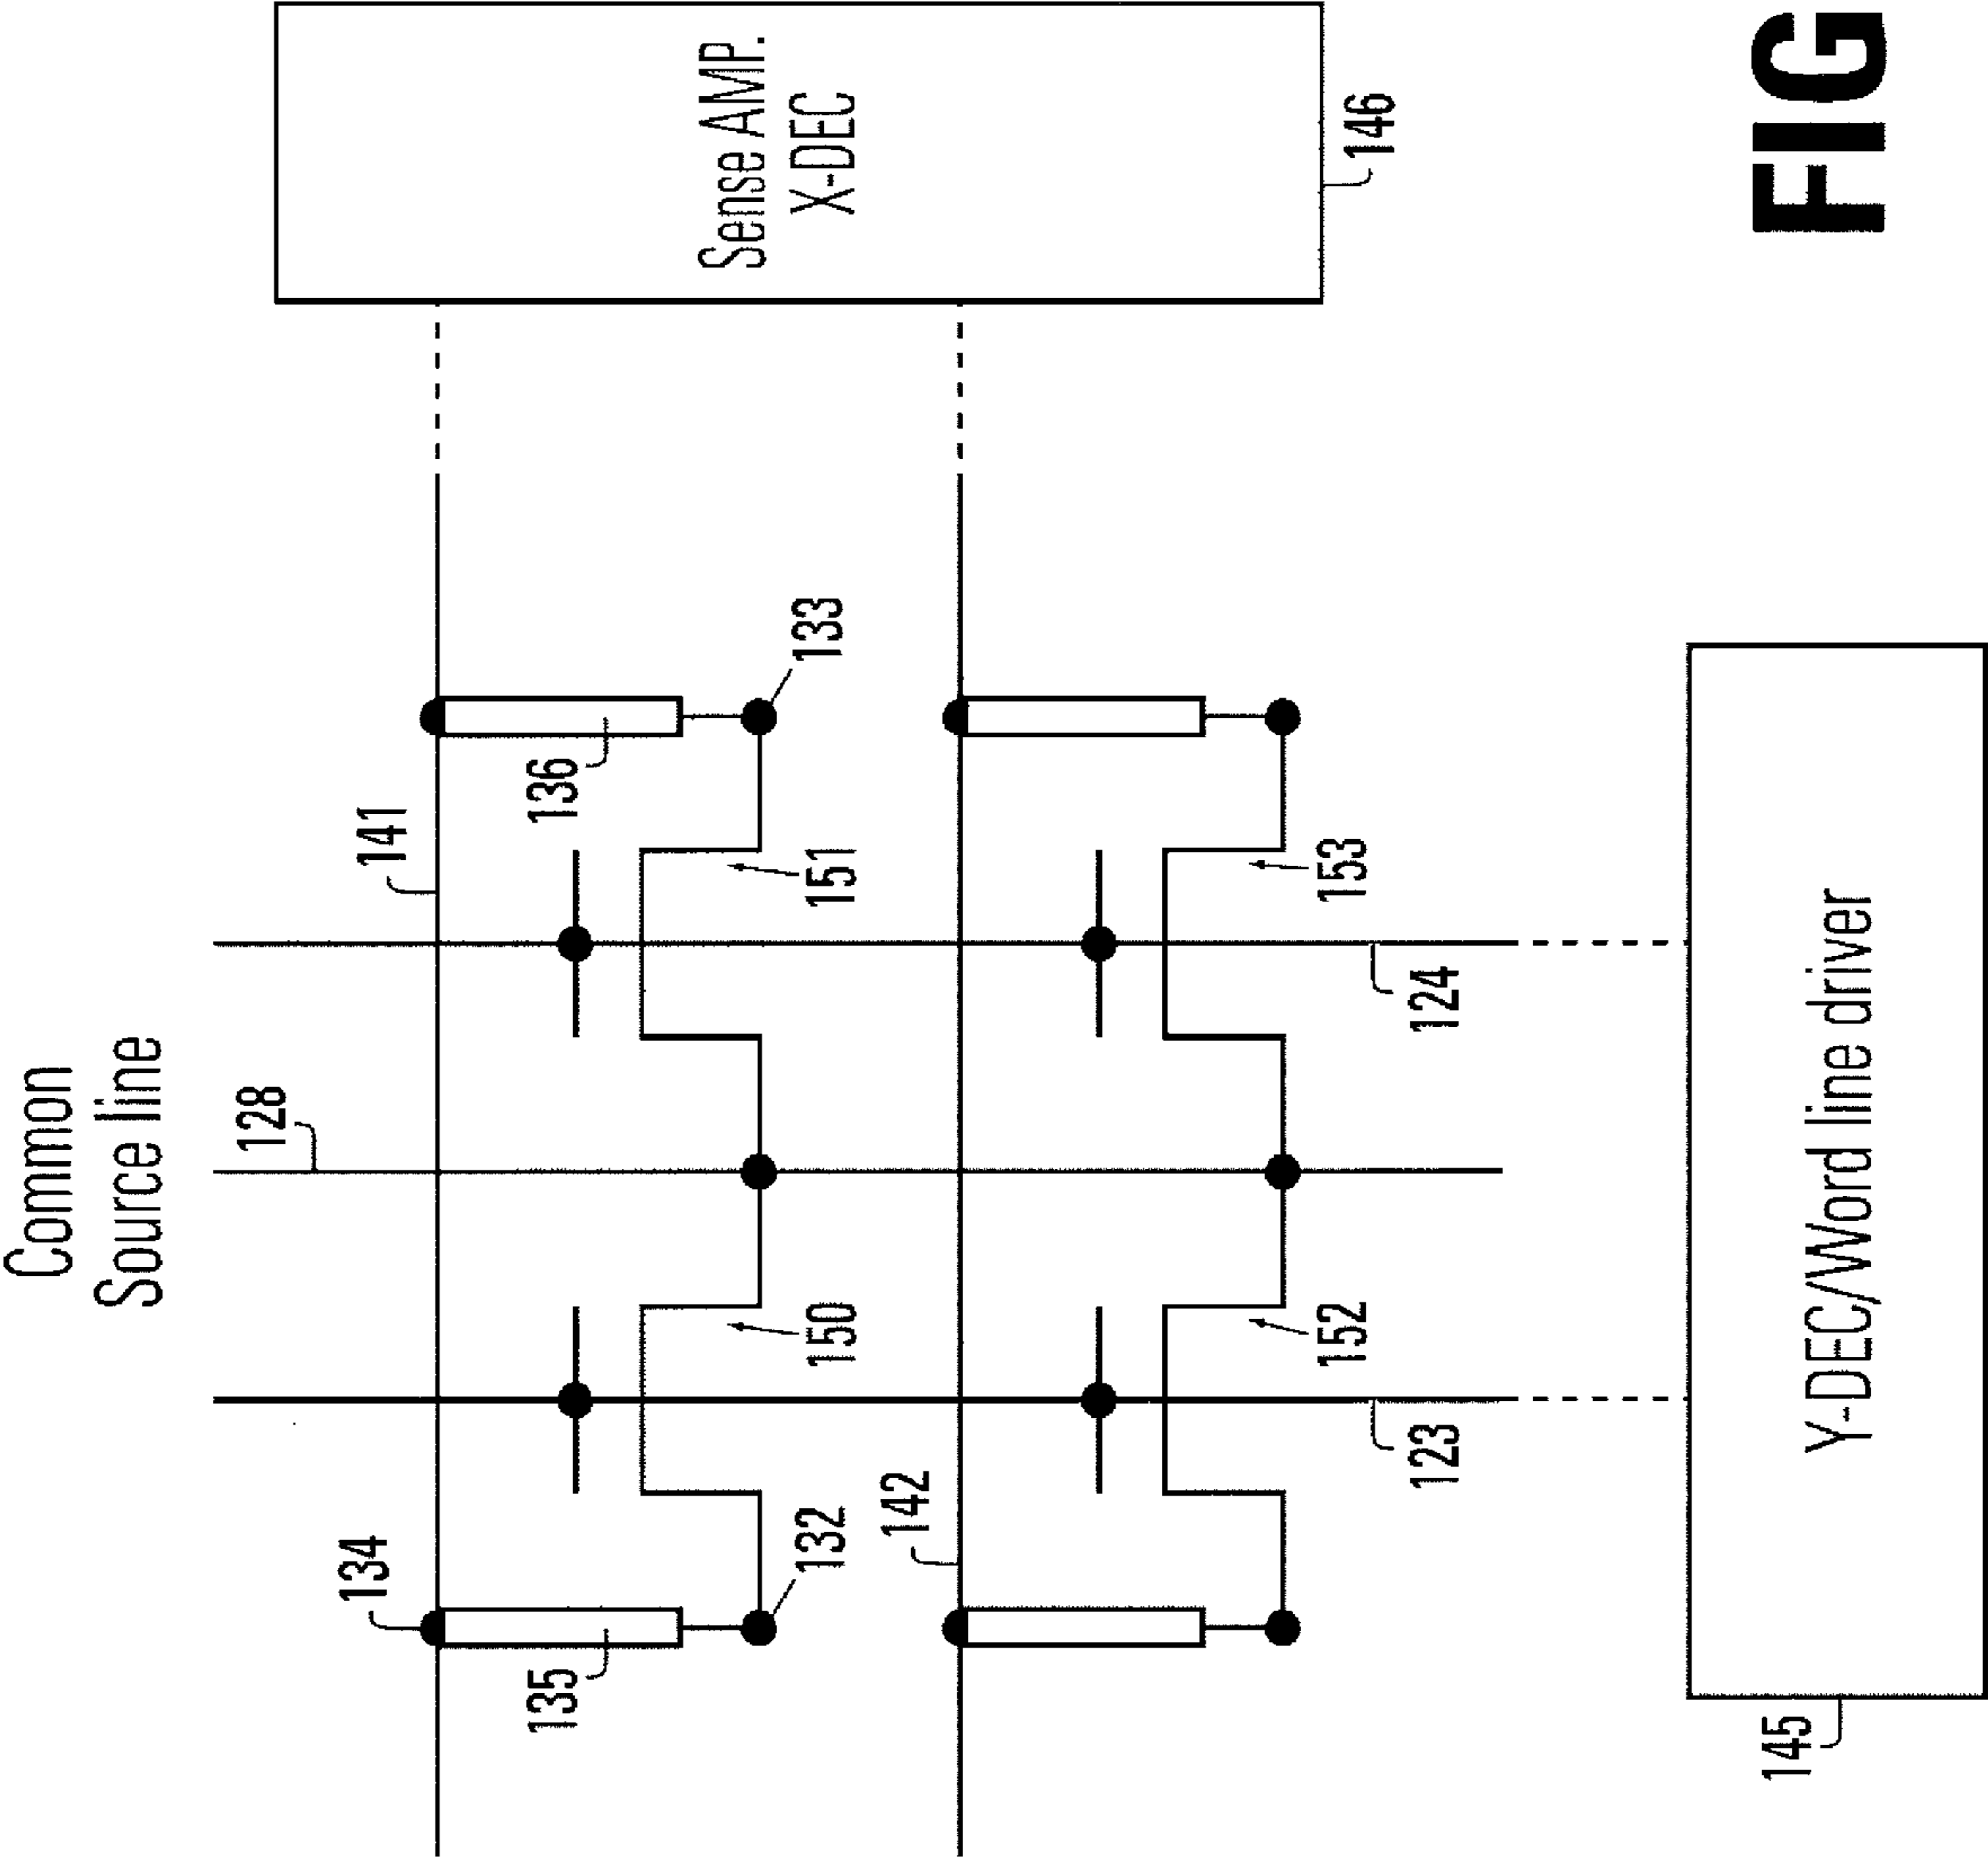 Common
Source line
128
141
134
135
136
132
133
150
151
142
152
153
123
124
Sense AMP.
X-DEC
146
Y-DEC/Word line driver
145
FIG